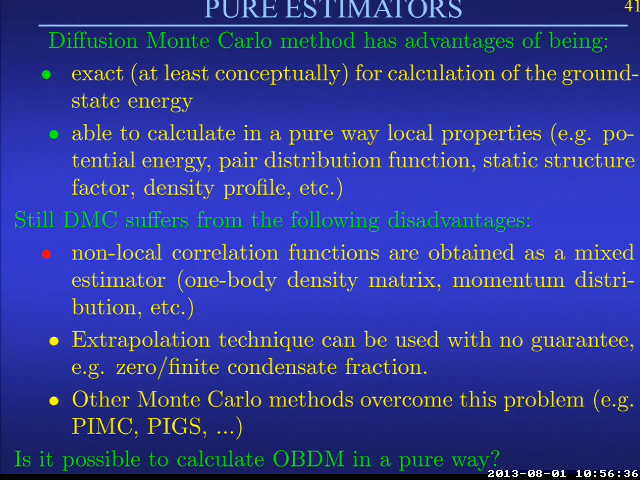 PURE ESTIMATORS
41
Diffusion Monte Carlo method has advantages of being:
• exact (at least conceptually) for calculation of the ground-
state energy
• able to calculate in a pure way local properties (e.g. po-
tential energy, pair distribution function, static structure
factor, density profile, etc.)
Still DMC suffers from the following disadvantages:
• non-local correlation functions are obtained as a mixed
estimator (one-body density matrix, momentum distri-
bution, etc.)
• Extrapolation technique can be used with no guarantee,
e.g. zero/finite condensate fraction.
• Other Monte Carlo methods overcome this problem (e.g.
PIMC, PIGS, ...)
Is it possible to calculate OBDM in a pure way?
2013-08-01 10:56:36